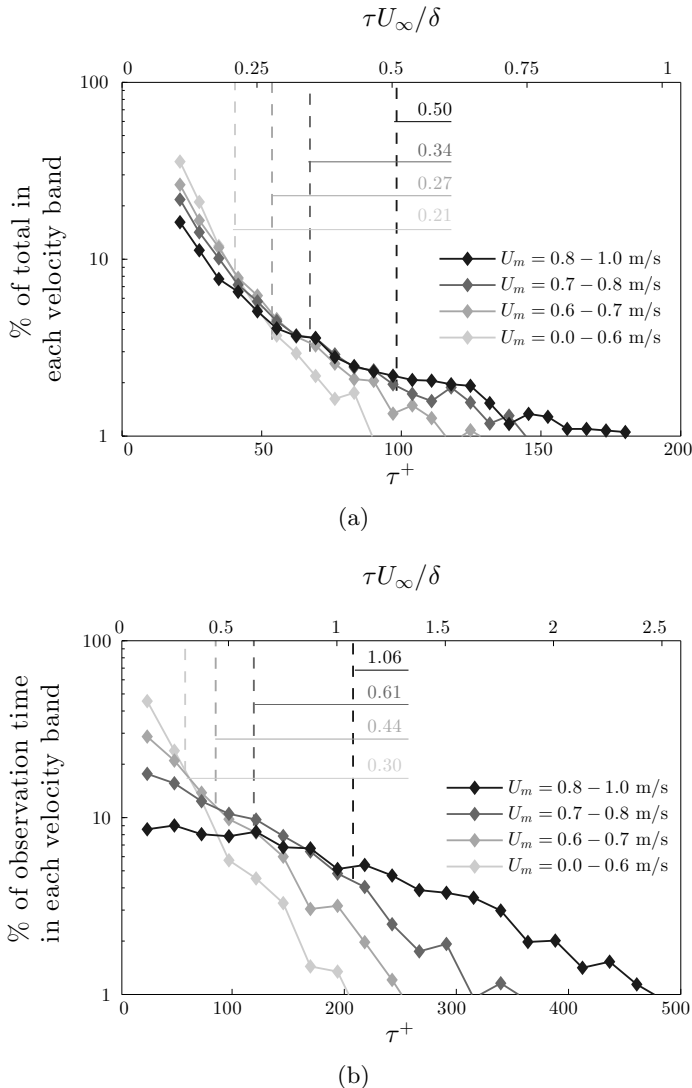 τU∞/δ
0 0.25 0.5 0.75 1
100
10
1
% of total in
each velocity band
0.50
0.34
0.27
0.21
Uₘ = 0.8 − 1.0 m/s
Uₘ = 0.7 − 0.8 m/s
Uₘ = 0.6 − 0.7 m/s
Uₘ = 0.0 − 0.6 m/s
0 50 100 150 200
τ⁺
(a)
τU∞/δ
0 0.5 1 1.5 2 2.5
100
10
1
% of observation time
in each velocity band
1.06
0.61
0.44
0.30
Uₘ = 0.8 − 1.0 m/s
Uₘ = 0.7 − 0.8 m/s
Uₘ = 0.6 − 0.7 m/s
Uₘ = 0.0 − 0.6 m/s
0 100 200 300 400 500
τ⁺
(b)